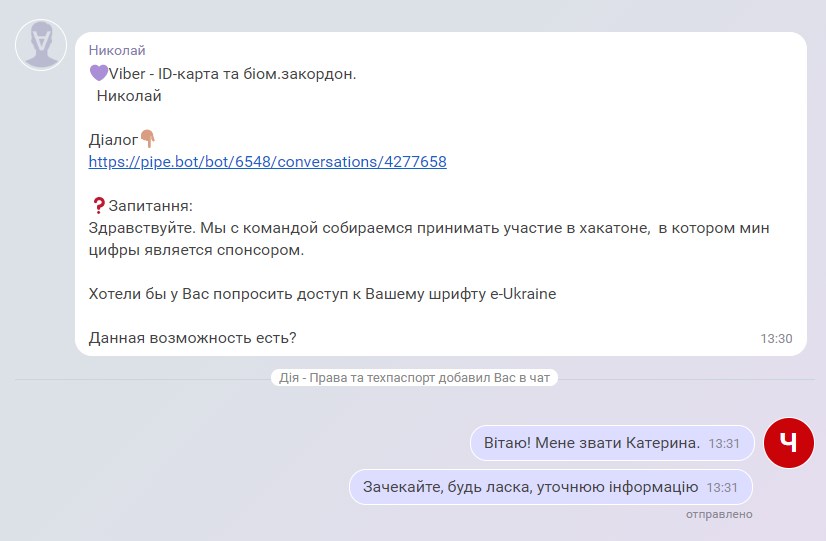 Николай
💜Viber - ID-карта та біом.закордон.
Николай
Діалог👇🏽
https://pipe.bot/bot/6548/conversations/4277658
❓Запитання:
Здравствуйте. Мы с командой собираемся принимать участие в хакатоне, в котором мин
цифры является спонсором.
Хотели бы у Вас попросить доступ к Вашему шрифту e-Ukraine
Данная возможность есть?
13:30
Дія - Права та техпаспорт добавил Вас в чат
Вітаю! Мене звати Катерина. 13:31
Ч
Зачекайте, будь ласка, уточнюю інформацію 13:31
отправлено